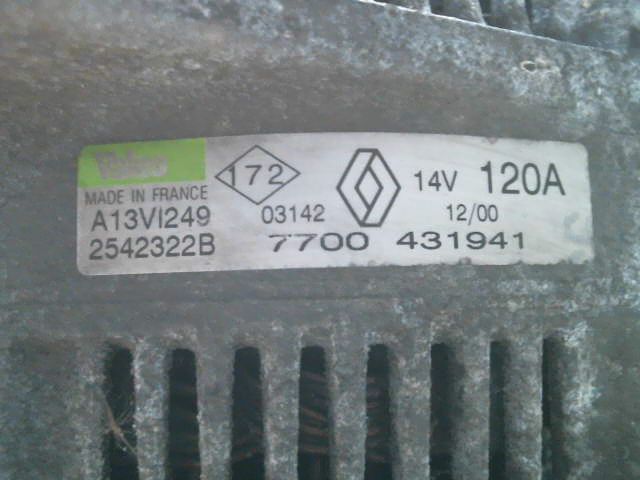 Valeo
MADE IN FRANCE
A13VI249
2542322B
172
03142
14V 120A
12/00
7700 431941